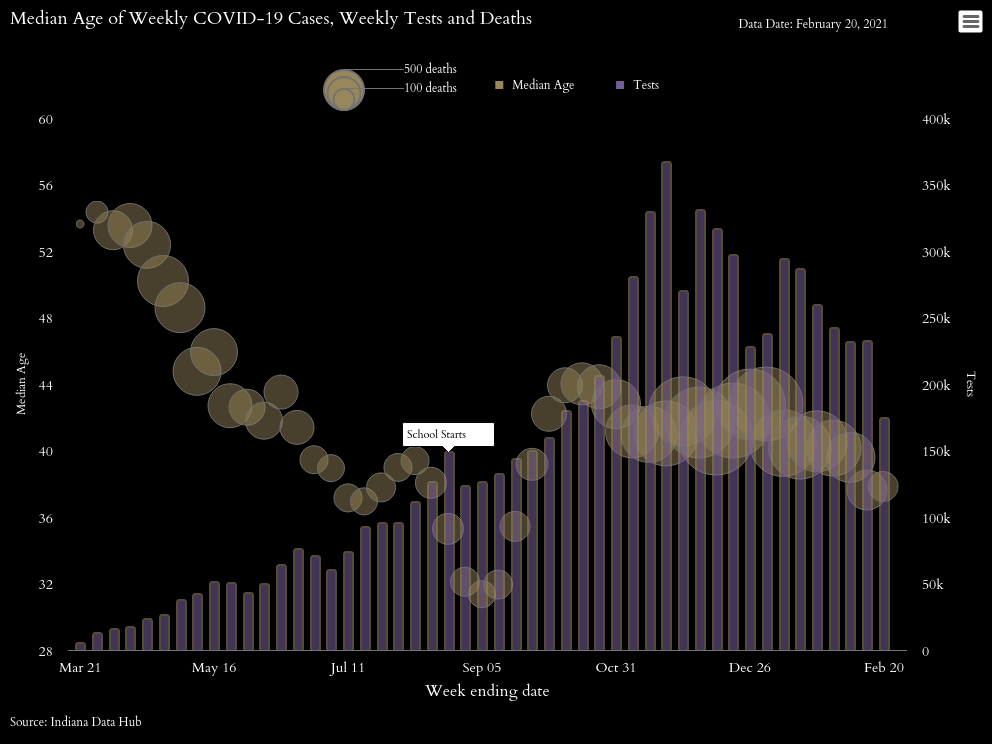 Median Age of Weekly COVID-19 Cases, Weekly Tests and Deaths
Data Date: February 20, 2021
500 deaths
100 deaths
Median Age
Tests
60
56
52
48
44
40
36
32
28
Median Age
400k
350k
300k
250k
200k
150k
100k
50k
0
Tests
School Starts
Mar 21
May 16
Jul 11
Sep 05
Oct 31
Dec 26
Feb 20
Week ending date
Source: Indiana Data Hub